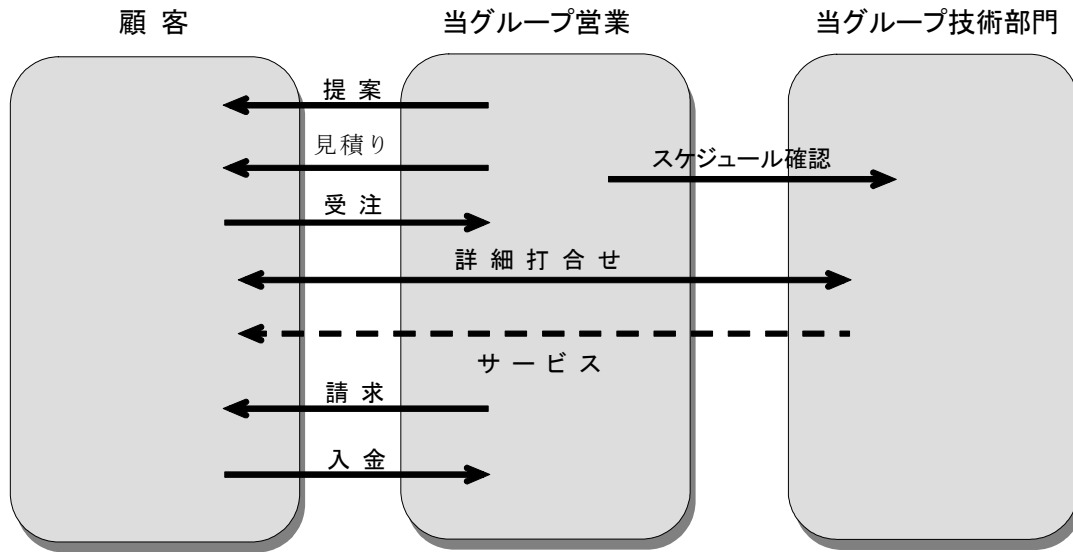 顧 客
当グループ営業
当グループ技術部門
提 案
見積り
スケジュール確認
受 注
詳 細 打 合 せ
サ ー ビ ス
請 求
入 金